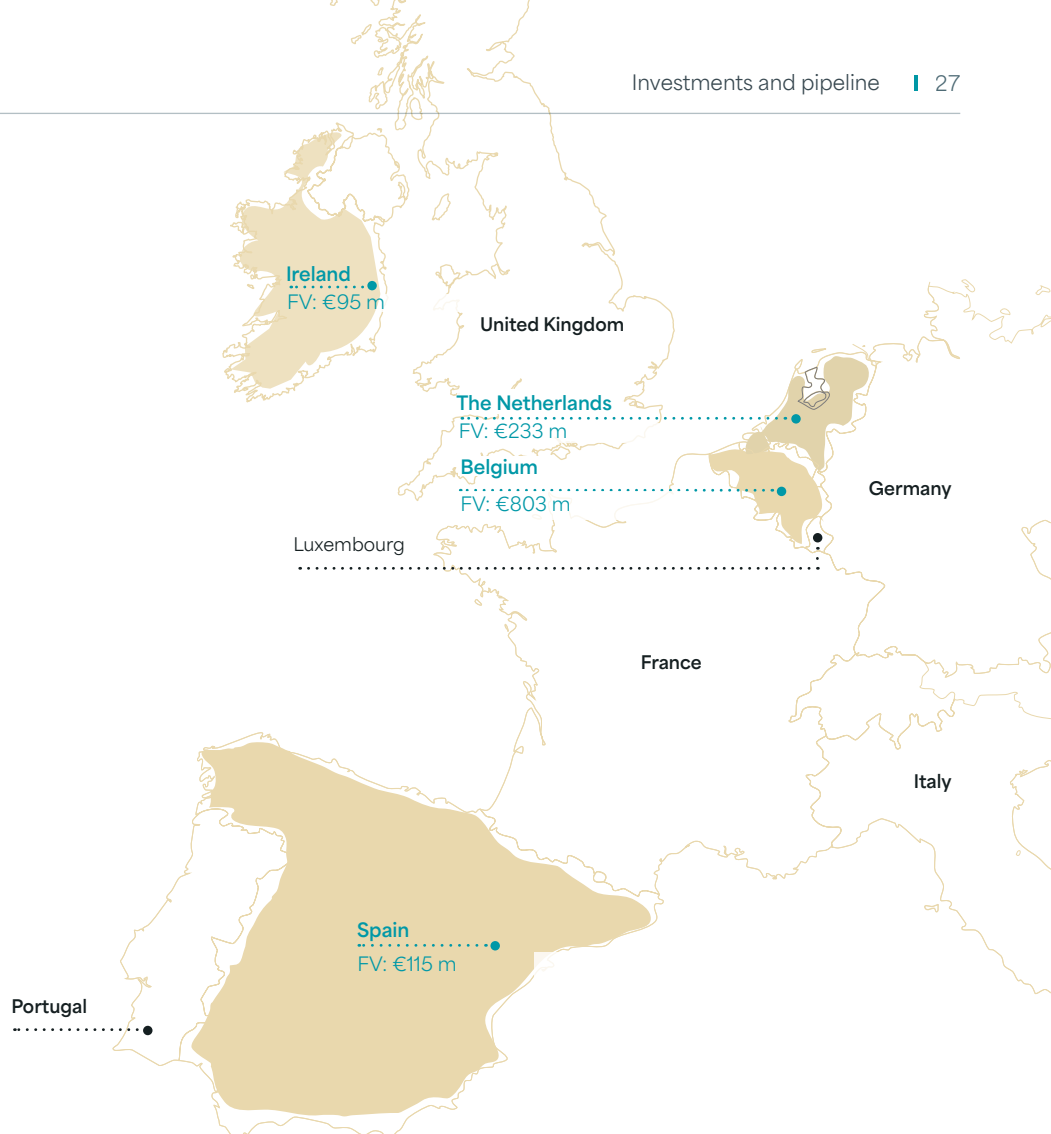 Investments and pipeline 27
Ireland
FV: €95 m
United Kingdom
The Netherlands
FV: €233 m
Belgium
FV: €803 m
Germany
Luxembourg
France
Italy
Spain
FV: €115 m
Portugal